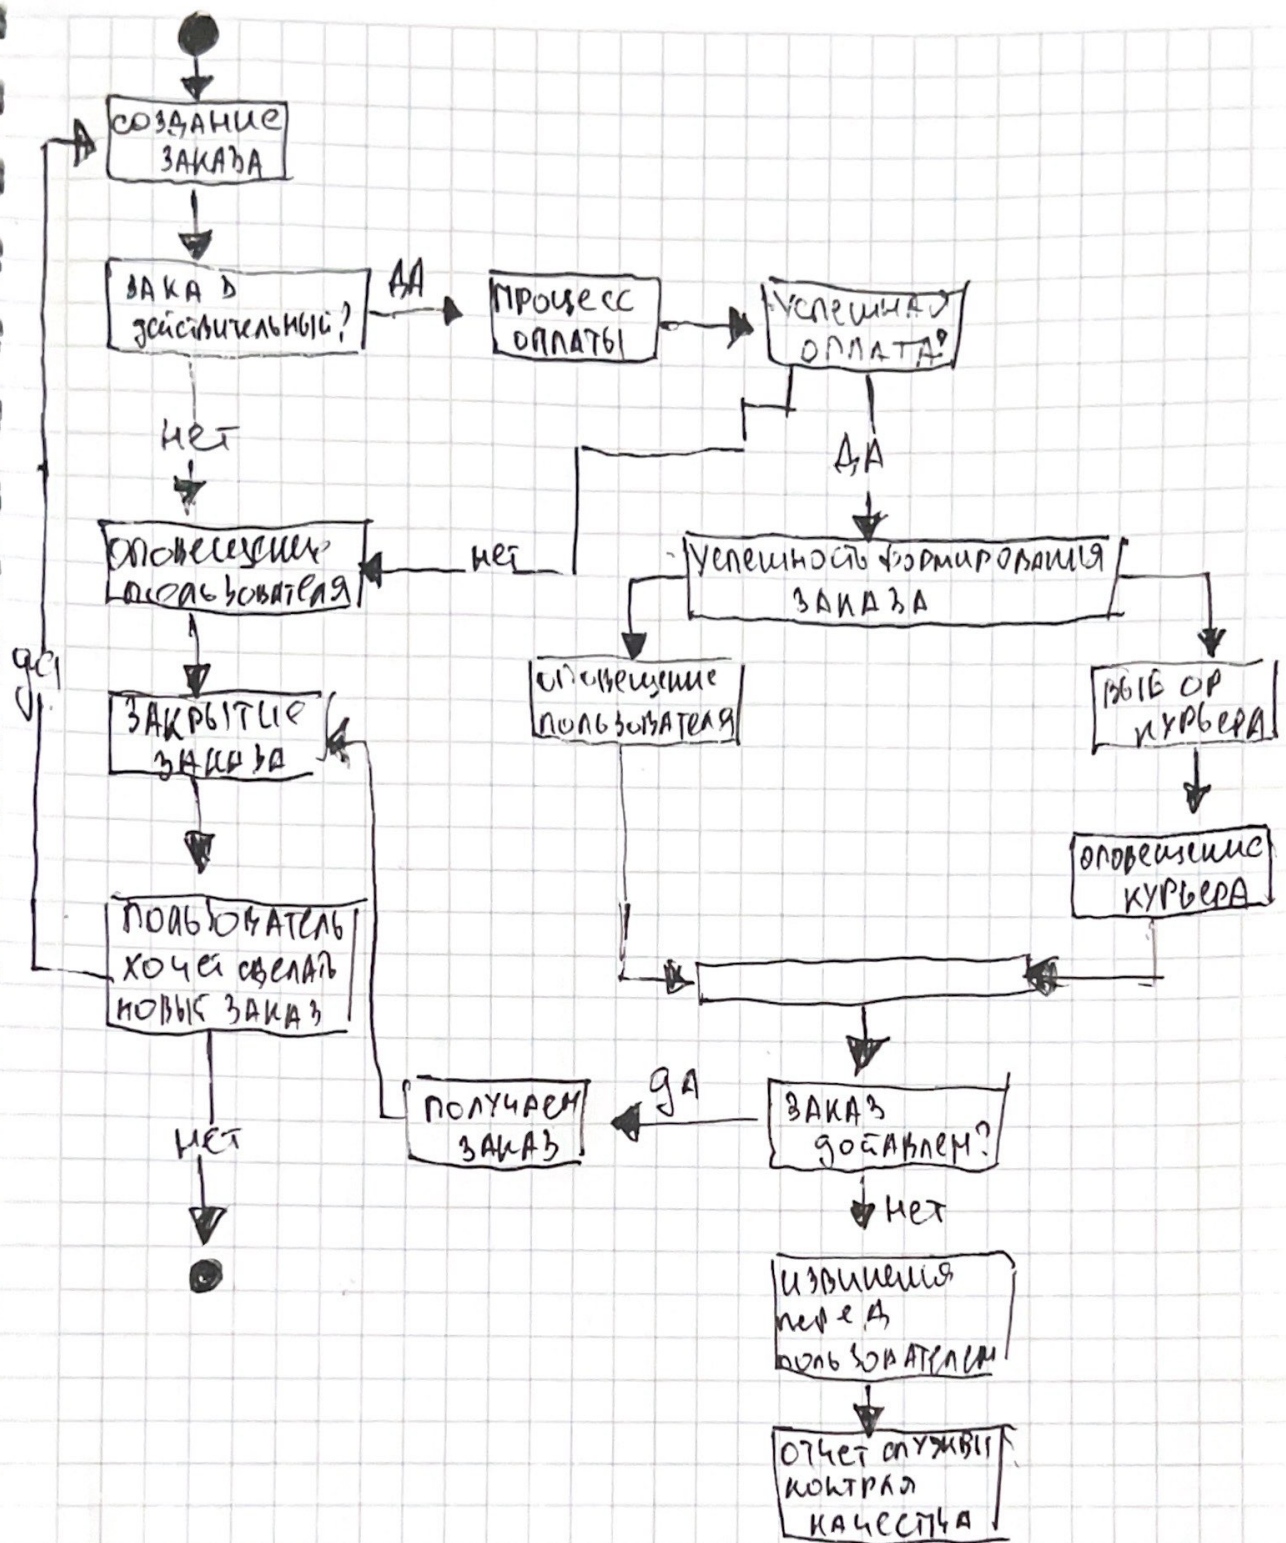 СОЗДАНИЕ
ЗАКАЗА
ЗАКАЗ
действительный?
ДА
ПРОЦЕСС
ОПЛАТЫ
УСПЕШНАЯ
ОПЛАТА?
НЕТ
ДА
ОПОВЕЩЕНИЕ
ПОЛЬЗОВАТЕЛЯ
НЕТ
УСПЕШНОСТЬ ФОРМИРОВАНИЯ
ЗАКАЗА
да
ЗАКРЫТИЕ
ЗАКАЗА
ОПОВЕЩЕНИЕ
ПОЛЬЗОВАТЕЛЯ
ВЫБОР
КУРЬЕРА
ОПОВЕЩЕНИЕ
КУРЬЕРА
ПОЛЬЗОВАТЕЛЬ
ХОЧЕТ СДЕЛАТЬ
НОВЫЙ ЗАКАЗ
НЕТ
ПОЛУЧАЕМ
ЗАКАЗ
ДА
ЗАКАЗ
доставлен?
НЕТ
ИЗВИНЕНИЯ
ПЕРЕД
ПОЛЬЗОВАТЕЛЕМ
ОТЧЕТ СЛУЖБЫ
КОНТРЛЯ
КАЧЕСТВА